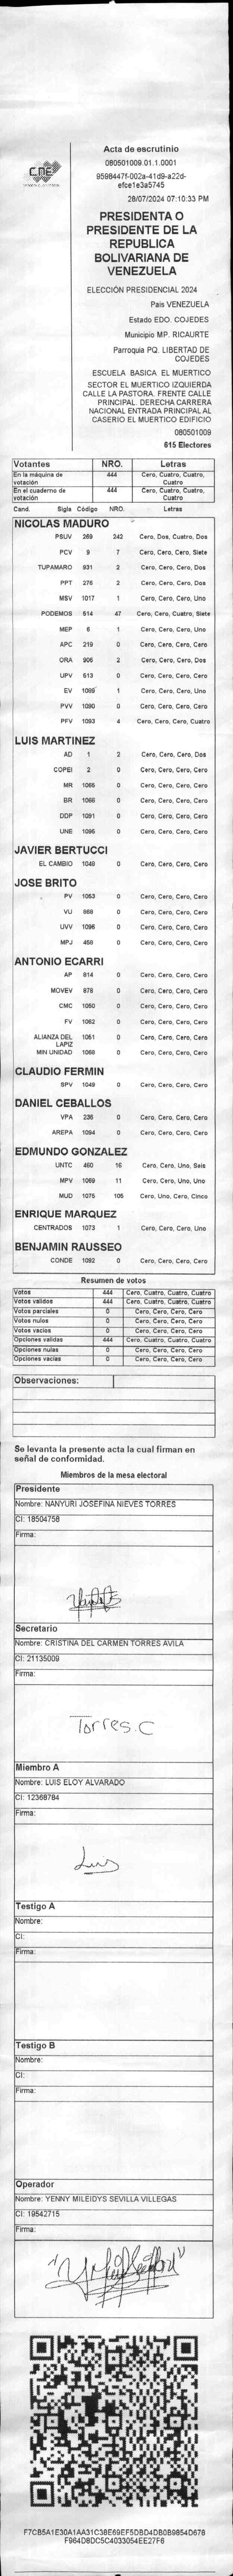 CNE
Acta de escrutinio
080501009.01.1.0001
9598447f-002a-41d9-a22d-
efce1e3a5745
28/07/2024 07:10:33 PM
PRESIDENTA O
PRESIDENTE DE LA
REPUBLICA
BOLIVARIANA DE
VENEZUELA
ELECCIÓN PRESIDENCIAL 2024
Pais VENEZUELA
Estado EDO. COJEDES
Municipio MP. RICAURTE
Parroquia PQ. LIBERTAD DE
COJEDES
ESCUELA BASICA EL MUERTICO
SECTOR EL MUERTICO IZQUIERDA
CALLE LA PASTORA. FRENTE CALLE
PRINCIPAL. DERECHA CARRERA
NACIONAL ENTRADA PRINCIPAL AL
CASERIO EL MUERTICO EDIFICIO
080501009
615 Electores
Votantes NRO. Letras
En la máquina de votación 444 Cero, Cuatro, Cuatro, Cuatro
En el cuaderno de votación 444 Cero, Cuatro, Cuatro, Cuatro
Cand. Sigla Código NRO. Letras
NICOLAS MADURO
PSUV 269 242 Cero, Dos, Cuatro, Dos
PCV 9 7 Cero, Cero, Cero, Siete
TUPAMARO 931 2 Cero, Cero, Cero, Dos
PPT 276 2 Cero, Cero, Cero, Dos
MSV 1017 1 Cero, Cero, Cero, Uno
PODEMOS 514 47 Cero, Cero, Cuatro, Siete
MEP 6 1 Cero, Cero, Cero, Uno
APC 219 0 Cero, Cero, Cero, Cero
ORA 906 2 Cero, Cero, Cero, Dos
UPV 513 0 Cero, Cero, Cero, Cero
EV 1099 1 Cero, Cero, Cero, Uno
PVV 1090 0 Cero, Cero, Cero, Cero
PFV 1093 4 Cero, Cero, Cero, Cuatro
LUIS MARTINEZ
AD 1 2 Cero, Cero, Cero, Dos
COPEI 2 0 Cero, Cero, Cero, Cero
MR 1065 0 Cero, Cero, Cero, Cero
BR 1066 0 Cero, Cero, Cero, Cero
DDP 1091 0 Cero, Cero, Cero, Cero
UNE 1095 0 Cero, Cero, Cero, Cero
JAVIER BERTUCCI
EL CAMBIO 1048 0 Cero, Cero, Cero, Cero
JOSE BRITO
PV 1053 0 Cero, Cero, Cero, Cero
VU 868 0 Cero, Cero, Cero, Cero
UVV 1096 0 Cero, Cero, Cero, Cero
MPJ 458 0 Cero, Cero, Cero, Cero
ANTONIO ECARRI
AP 814 0 Cero, Cero, Cero, Cero
MOVEV 878 0 Cero, Cero, Cero, Cero
CMC 1050 0 Cero, Cero, Cero, Cero
FV 1062 0 Cero, Cero, Cero, Cero
ALIANZA DEL LAPIZ 1051 0 Cero, Cero, Cero, Cero
MIN UNIDAD 1068 0 Cero, Cero, Cero, Cero
CLAUDIO FERMIN
SPV 1049 0 Cero, Cero, Cero, Cero
DANIEL CEBALLOS
VPA 236 0 Cero, Cero, Cero, Cero
AREPA 1094 0 Cero, Cero, Cero, Cero
EDMUNDO GONZALEZ
UNTC 460 16 Cero, Cero, Uno, Seis
MPV 1069 11 Cero, Cero, Uno, Uno
MUD 1075 105 Cero, Uno, Cero, Cinco
ENRIQUE MARQUEZ
CENTRADOS 1073 1 Cero, Cero, Cero, Uno
BENJAMIN RAUSSEO
CONDE 1092 0 Cero, Cero, Cero, Cero
Resumen de votos
Votos 444 Cero, Cuatro, Cuatro, Cuatro
Votos validos 444 Cero, Cuatro, Cuatro, Cuatro
Votos parciales 0 Cero, Cero, Cero, Cero
Votos nulos 0 Cero, Cero, Cero, Cero
Votos vacios 0 Cero, Cero, Cero, Cero
Opciones validas 444 Cero, Cuatro, Cuatro, Cuatro
Opciones nulas 0 Cero, Cero, Cero, Cero
Opciones vacias 0 Cero, Cero, Cero, Cero
Observaciones:
Se levanta la presente acta la cual firman en
señal de conformidad.
Miembros de la mesa electoral
Presidente
Nombre: NANYURI JOSEFINA NIEVES TORRES
CI: 18504758
Firma:
Secretario
Nombre: CRISTINA DEL CARMEN TORRES AVILA
CI: 21135009
Firma:
Torres.C
Miembro A
Nombre: LUIS ELOY ALVARADO
CI: 12368784
Firma:
Luis
Testigo A
Nombre:
CI:
Firma:
Testigo B
Nombre:
CI:
Firma:
Operador
Nombre: YENNY MILEIDYS SEVILLA VILLEGAS
CI: 19542715
Firma:
F7CB5A1E30A1AA31C38E69EF5DBD4DB0B9854D678
F964D8DC5C4033054EE27F6